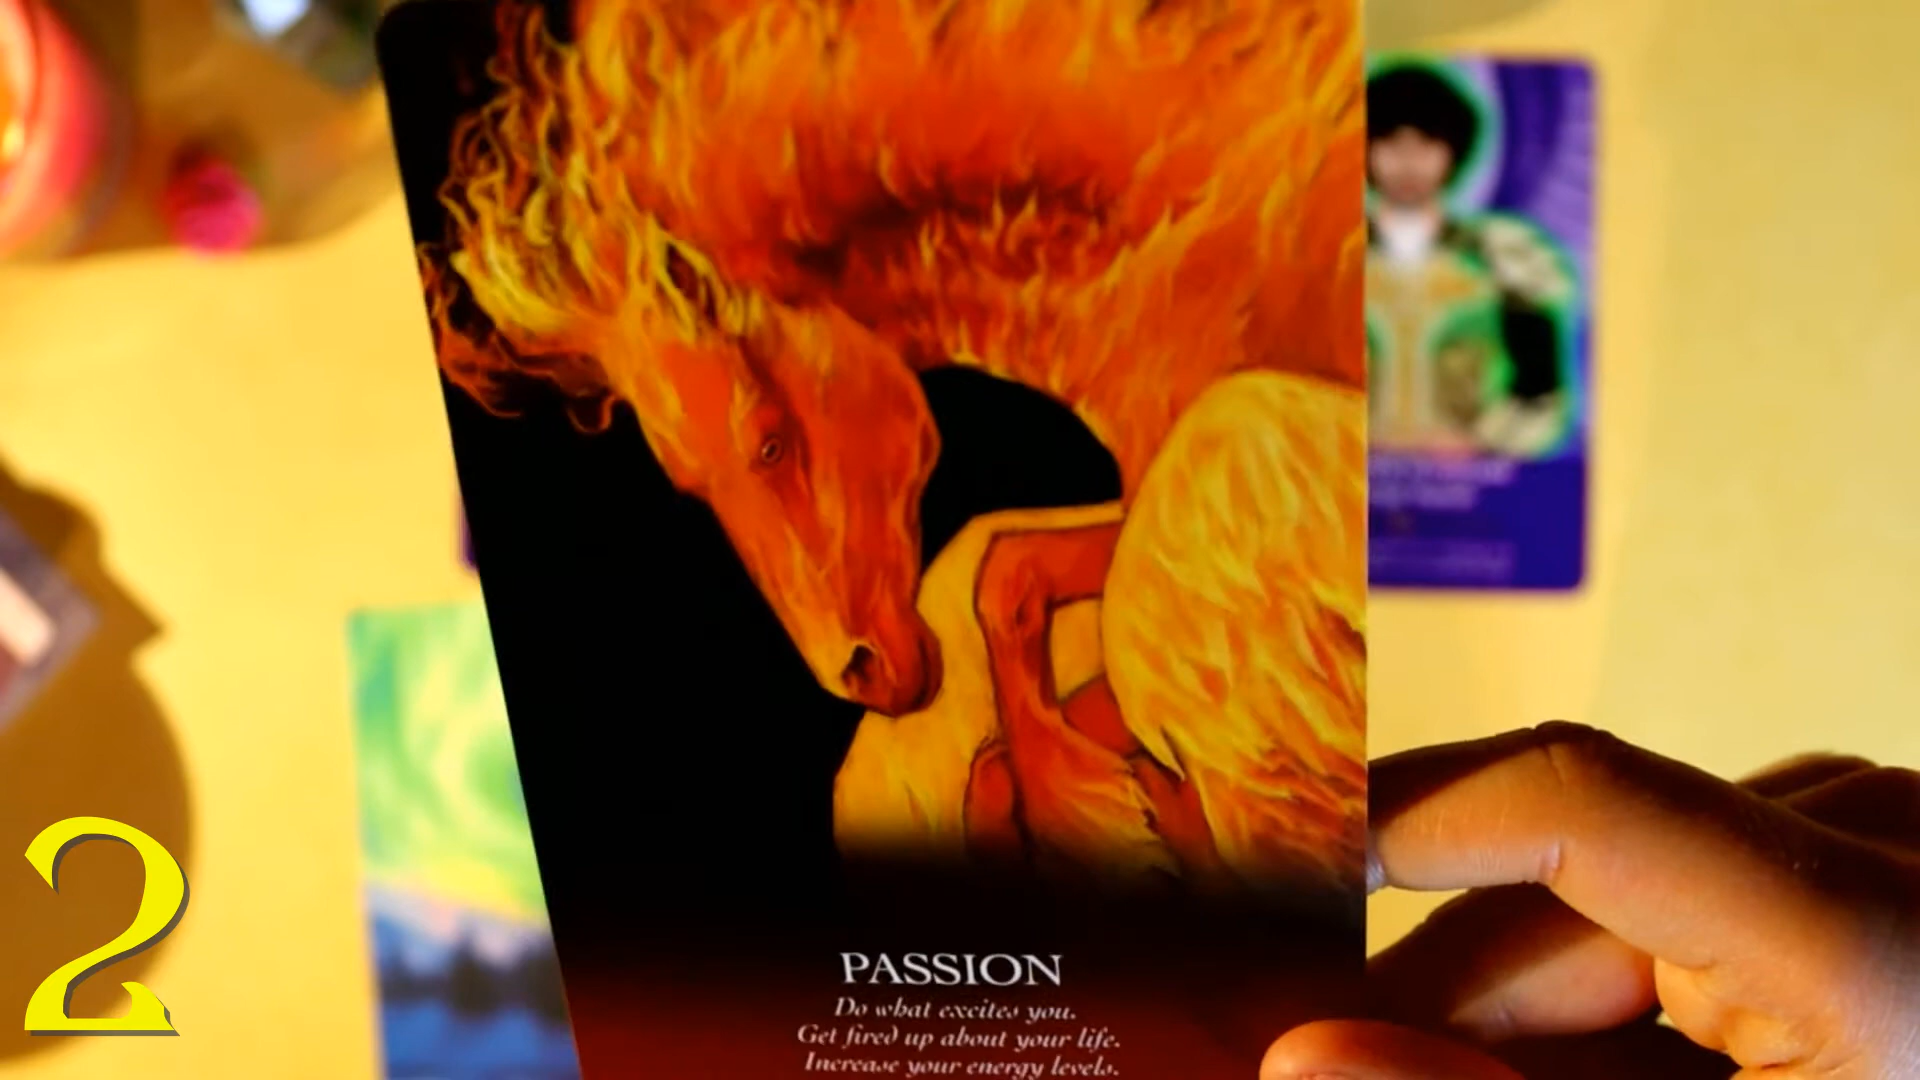 PASSION
Do what excites you.
Get fired up about your life.
Increase your energy levels.
2